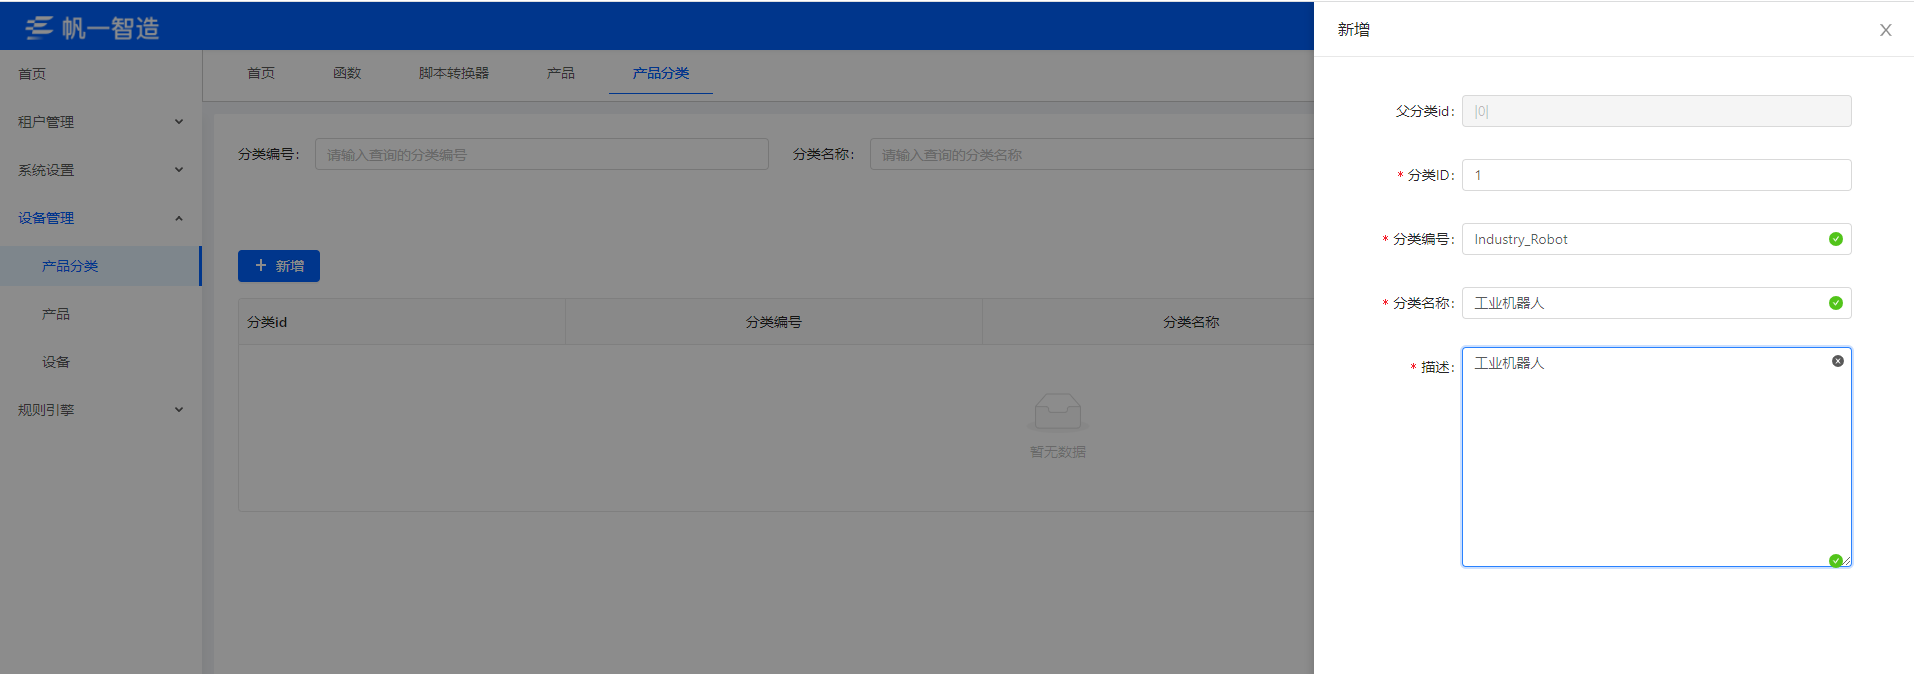 帆一智造
首页
租户管理
系统设置
设备管理
产品分类
产品
设备
规则引擎
首页 函数 脚本转换器 产品 产品分类
分类编号: 请输入查询的分类编号 分类名称: 请输入查询的分类名称
+ 新增
分类id 分类编号 分类名称
暂无数据
新增
父分类id: |0|
* 分类ID: 1
* 分类编号: Industry_Robot
* 分类名称: 工业机器人
* 描述: 工业机器人